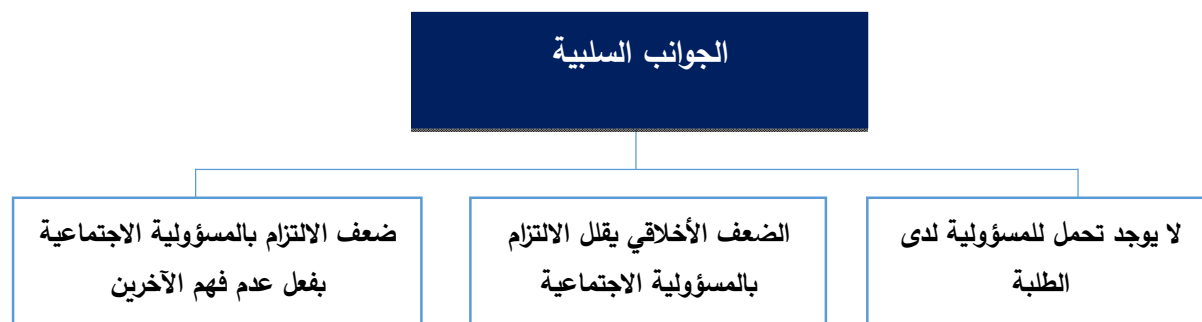 الجوانب السلبية
لا يوجد تحمل للمسؤولية لدى
الطلبة
الضعف الأخلاقي يقلل الالتزام
بالمسؤولية الاجتماعية
ضعف الالتزام بالمسؤولية الاجتماعية
بفعل عدم فهم الآخرين